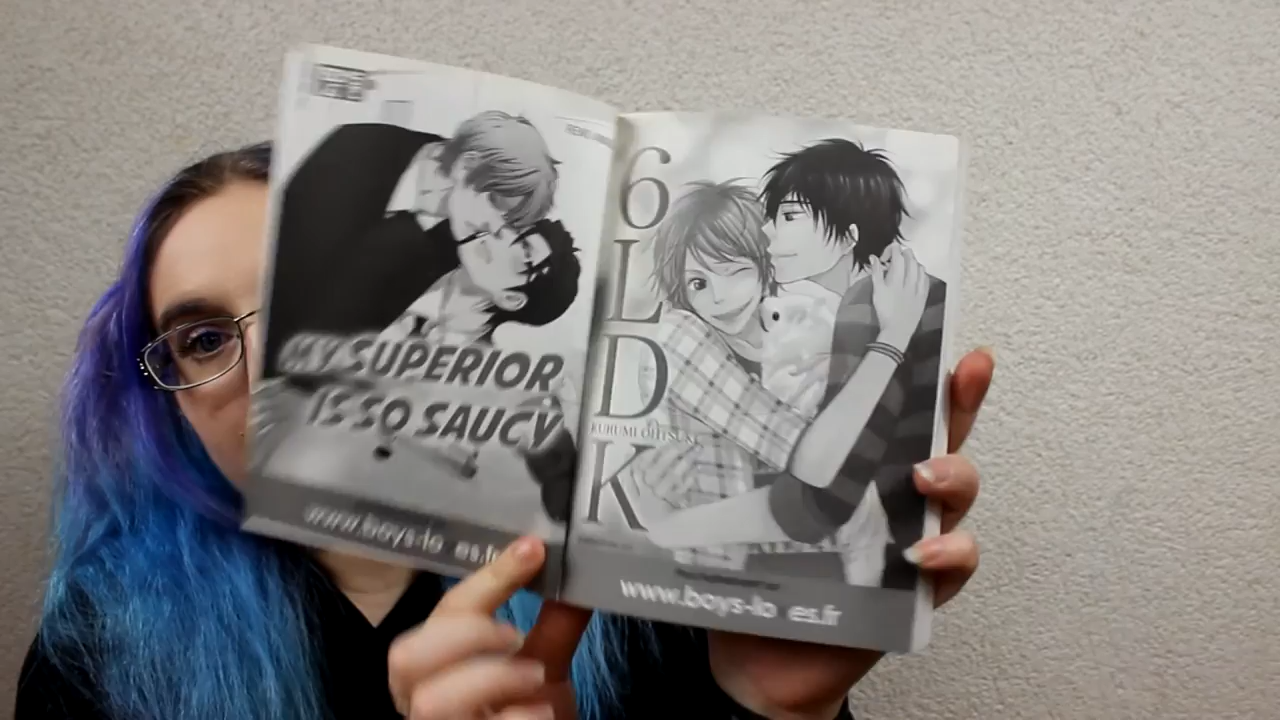 MY SUPERIOR
IS SO SAUCY
www.boys-lo es.fr
6
L
D
KURUMI OHTSUKI
K
www.boys-lo es.fr